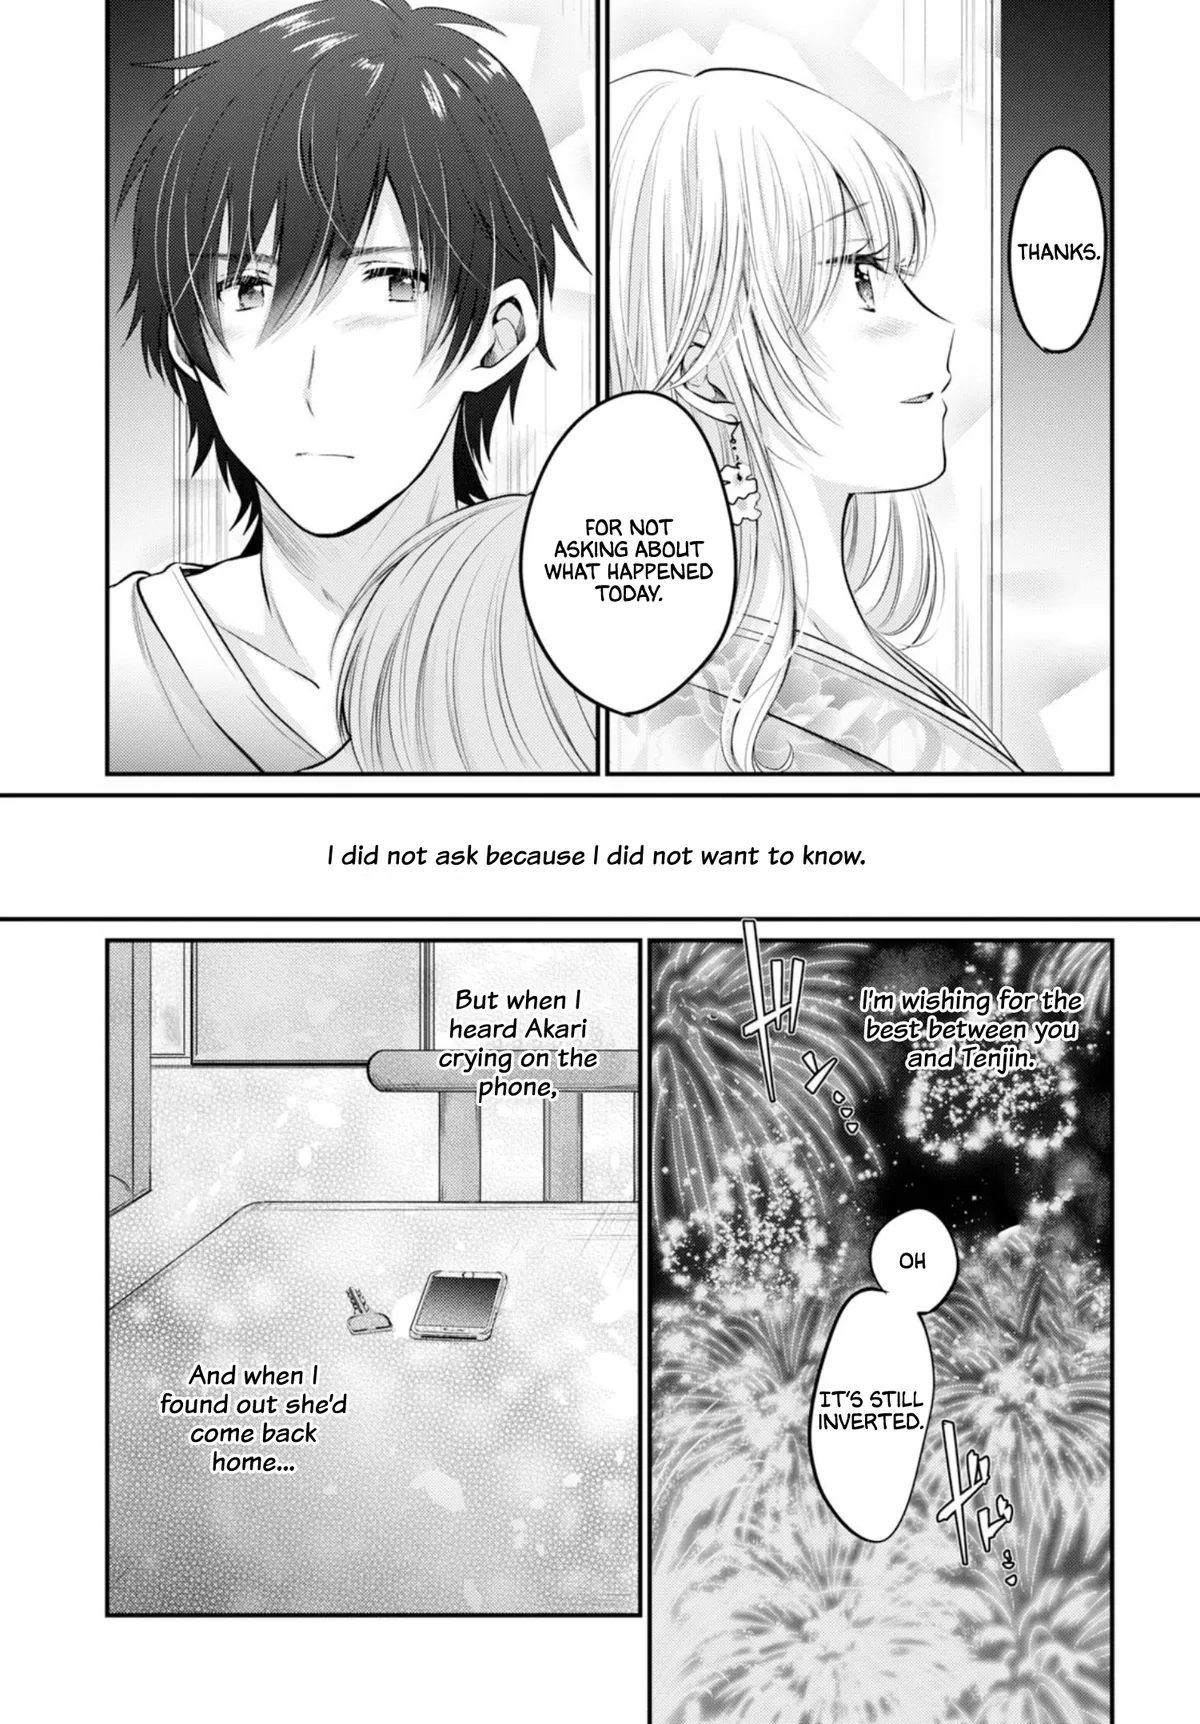 THANKS.
FOR NOT
ASKING ABOUT
WHAT HAPPENED
TODAY.
I did not ask because I did not want to know.
I'm wishing for the
best between you
and Tenjin.
OH
IT'S STILL
INVERTED.
But when I
heard Akari
crying on the
phone,
And when I
found out she'd
come back
home...